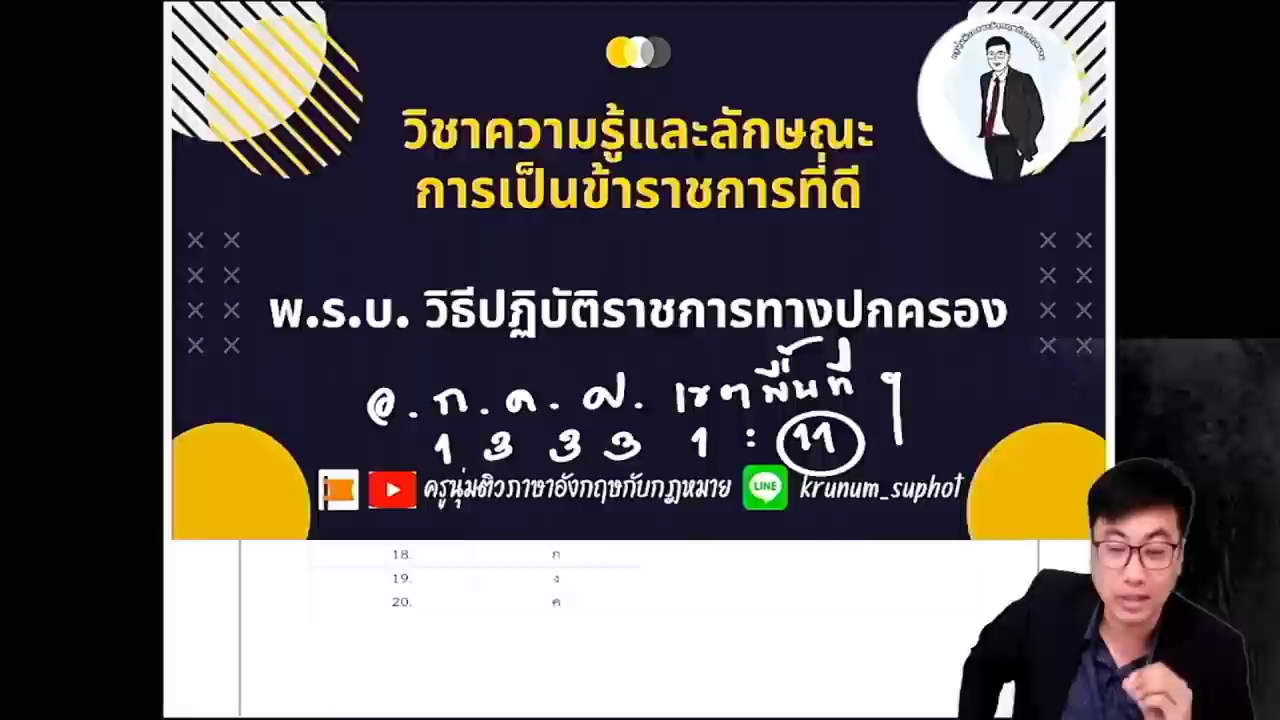 วิชาความรู้และลักษณะ
การเป็นข้าราชการที่ดี
พ.ร.บ. วิธีปฏิบัติราชการทางปกครอง
อ.ก.ค.ศ. เขตพื้นที่ ฯ
1 3 3 3 1 : 11
ครูนุ่มติวภาษาอังกฤษกับกฎหมาย LINE krunum_suphot
18. ก
19. ง
20. ค